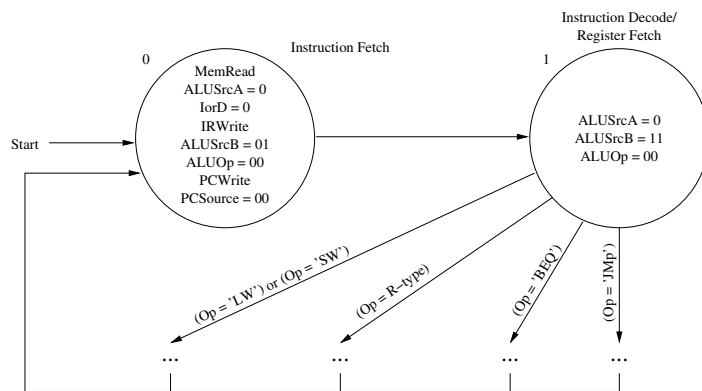 Instruction Decode/
Register Fetch
0
Instruction Fetch
1
MemRead
ALUSrcA = 0
IorD = 0
IRWrite
ALUSrcB = 01
ALUOp = 00
PCWrite
PCSource = 00
Start
ALUSrcA = 0
ALUSrcB = 11
ALUOp = 00
(Op = 'LW') or (Op = 'SW')
(Op = R-type)
(Op = 'BEQ')
(Op = 'JMp')
...
...
...
...